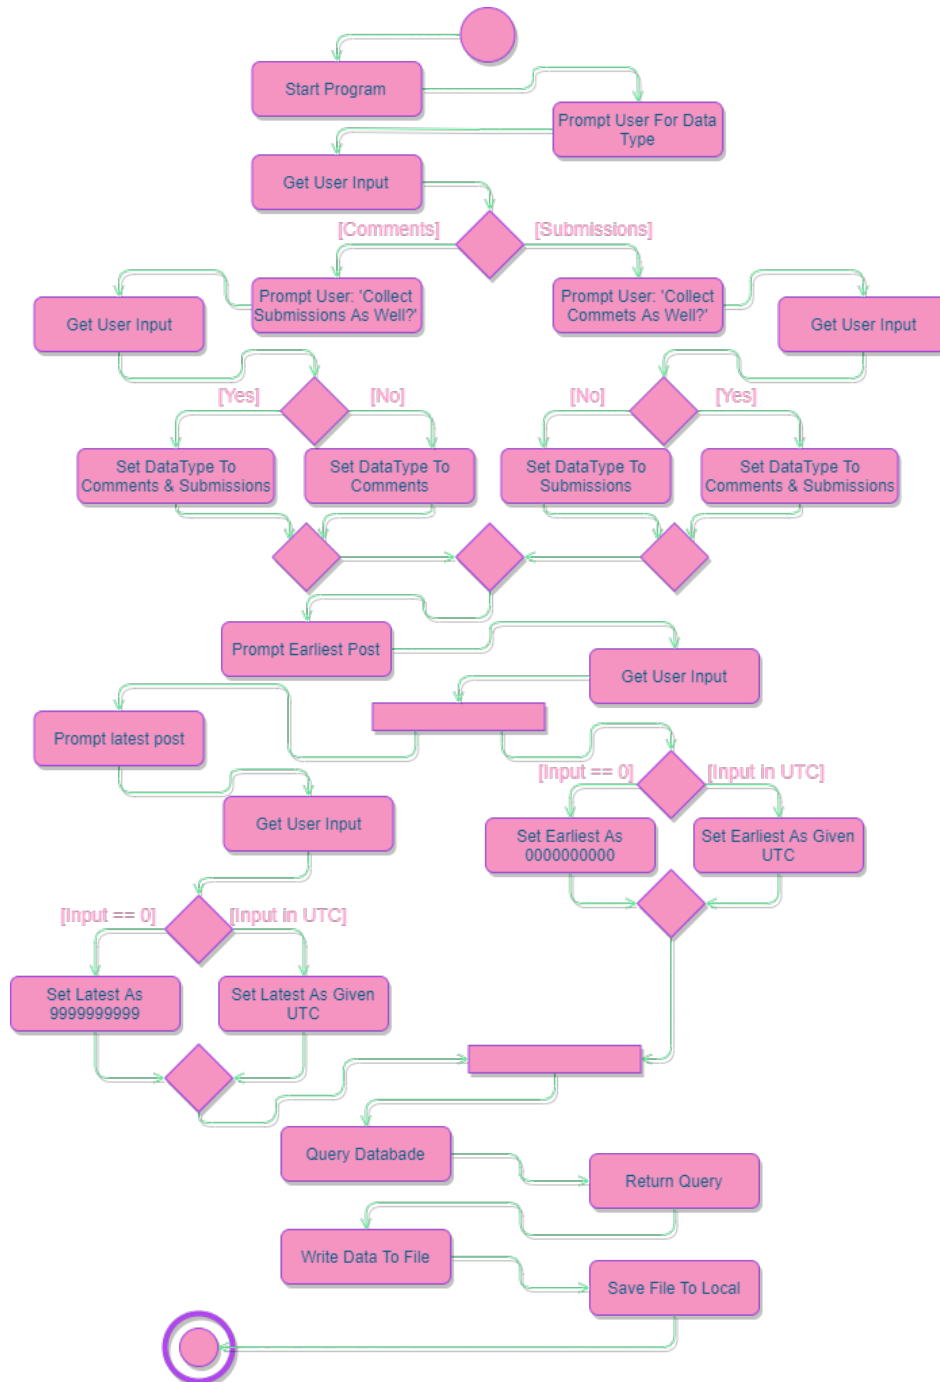 Start Program
Prompt User For Data
Type
Get User Input
[Comments]
[Submissions]
Prompt User: 'Collect
Submissions As Well?'
Prompt User: 'Collect
Commets As Well?'
Get User Input
Get User Input
[Yes]
[No]
[No]
[Yes]
Set DataType To
Comments & Submissions
Set DataType To
Comments
Set DataType To
Submissions
Set DataType To
Comments & Submissions
Prompt Earliest Post
Get User Input
Prompt latest post
[Input == 0]
[Input in UTC]
Get User Input
Set Earliest As
0000000000
Set Earliest As Given
UTC
[Input == 0]
[Input in UTC]
Set Latest As
9999999999
Set Latest As Given
UTC
Query Databade
Return Query
Write Data To File
Save File To Local